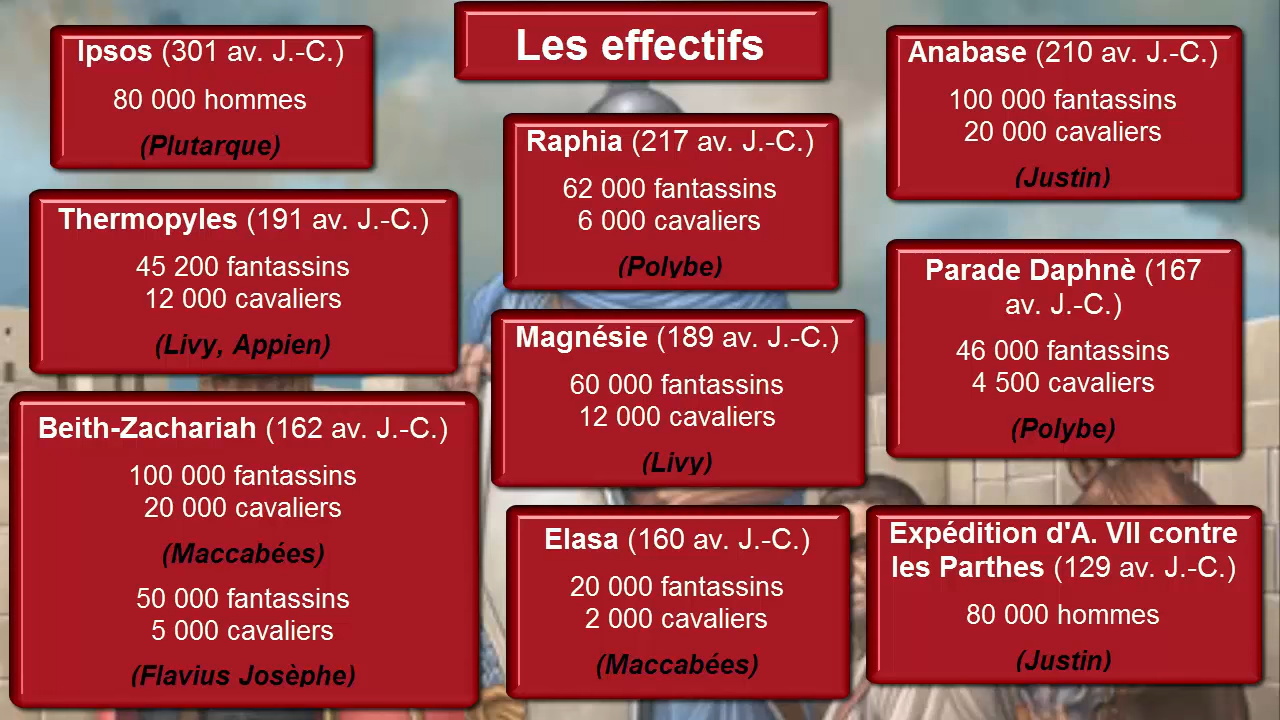 Les effectifs
Ipsos (301 av. J.-C.)
80 000 hommes
(Plutarque)
Thermopyles (191 av. J.-C.)
45 200 fantassins
12 000 cavaliers
(Livy, Appien)
Beith-Zachariah (162 av. J.-C.)
100 000 fantassins
20 000 cavaliers
(Maccabées)
50 000 fantassins
5 000 cavaliers
(Flavius Josèphe)
Raphia (217 av. J.-C.)
62 000 fantassins
6 000 cavaliers
(Polybe)
Magnésie (189 av. J.-C.)
60 000 fantassins
12 000 cavaliers
(Livy)
Elasa (160 av. J.-C.)
20 000 fantassins
2 000 cavaliers
(Maccabées)
Anabase (210 av. J.-C.)
100 000 fantassins
20 000 cavaliers
(Justin)
Parade Daphnè (167
av. J.-C.)
46 000 fantassins
4 500 cavaliers
(Polybe)
Expédition d'A. VII contre
les Parthes (129 av. J.-C.)
80 000 hommes
(Justin)